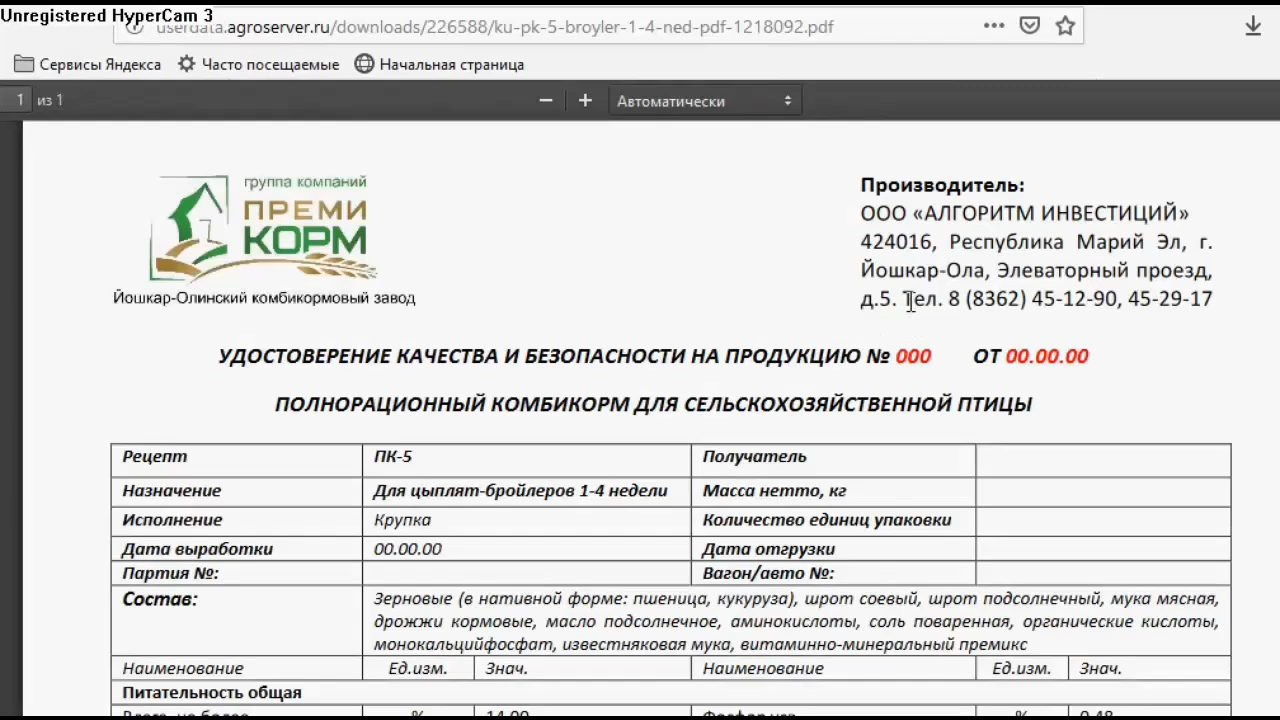 Unregistered HyperCam 3
userdata.agroserver.ru/downloads/226588/ku-pk-5-broyler-1-4-ned-pdf-1218092.pdf
Сервисы Яндекса Часто посещаемые Начальная страница
1 из 1 Автоматически
группа компаний
ПРЕМИ
КОРМ
Йошкар-Олинский комбикормовый завод
Производитель:
ООО «АЛГОРИТМ ИНВЕСТИЦИЙ»
424016, Республика Марий Эл, г.
Йошкар-Ола, Элеваторный проезд,
д.5. Тел. 8 (8362) 45-12-90, 45-29-17
УДОСТОВЕРЕНИЕ КАЧЕСТВА И БЕЗОПАСНОСТИ НА ПРОДУКЦИЮ № 000 ОТ 00.00.00
ПОЛНОРАЦИОННЫЙ КОМБИКОРМ ДЛЯ СЕЛЬСКОХОЗЯЙСТВЕННОЙ ПТИЦЫ
Рецепт ПК-5 Получатель
Назначение Для цыплят-бройлеров 1-4 недели Масса нетто, кг
Исполнение Крупка Количество единиц упаковки
Дата выработки 00.00.00 Дата отгрузки
Партия №: Вагон/авто №:
Состав: Зерновые (в нативной форме: пшеница, кукуруза), шрот соевый, шрот подсолнечный, мука мясная,
дрожжи кормовые, масло подсолнечное, аминокислоты, соль поваренная, органические кислоты,
монокальцийфосфат, известняковая мука, витаминно-минеральный премикс
Наименование Ед.изм. Знач. Наименование Ед.изм. Знач.
Питательность общая
Влага, не более % 14,00 % 0,48